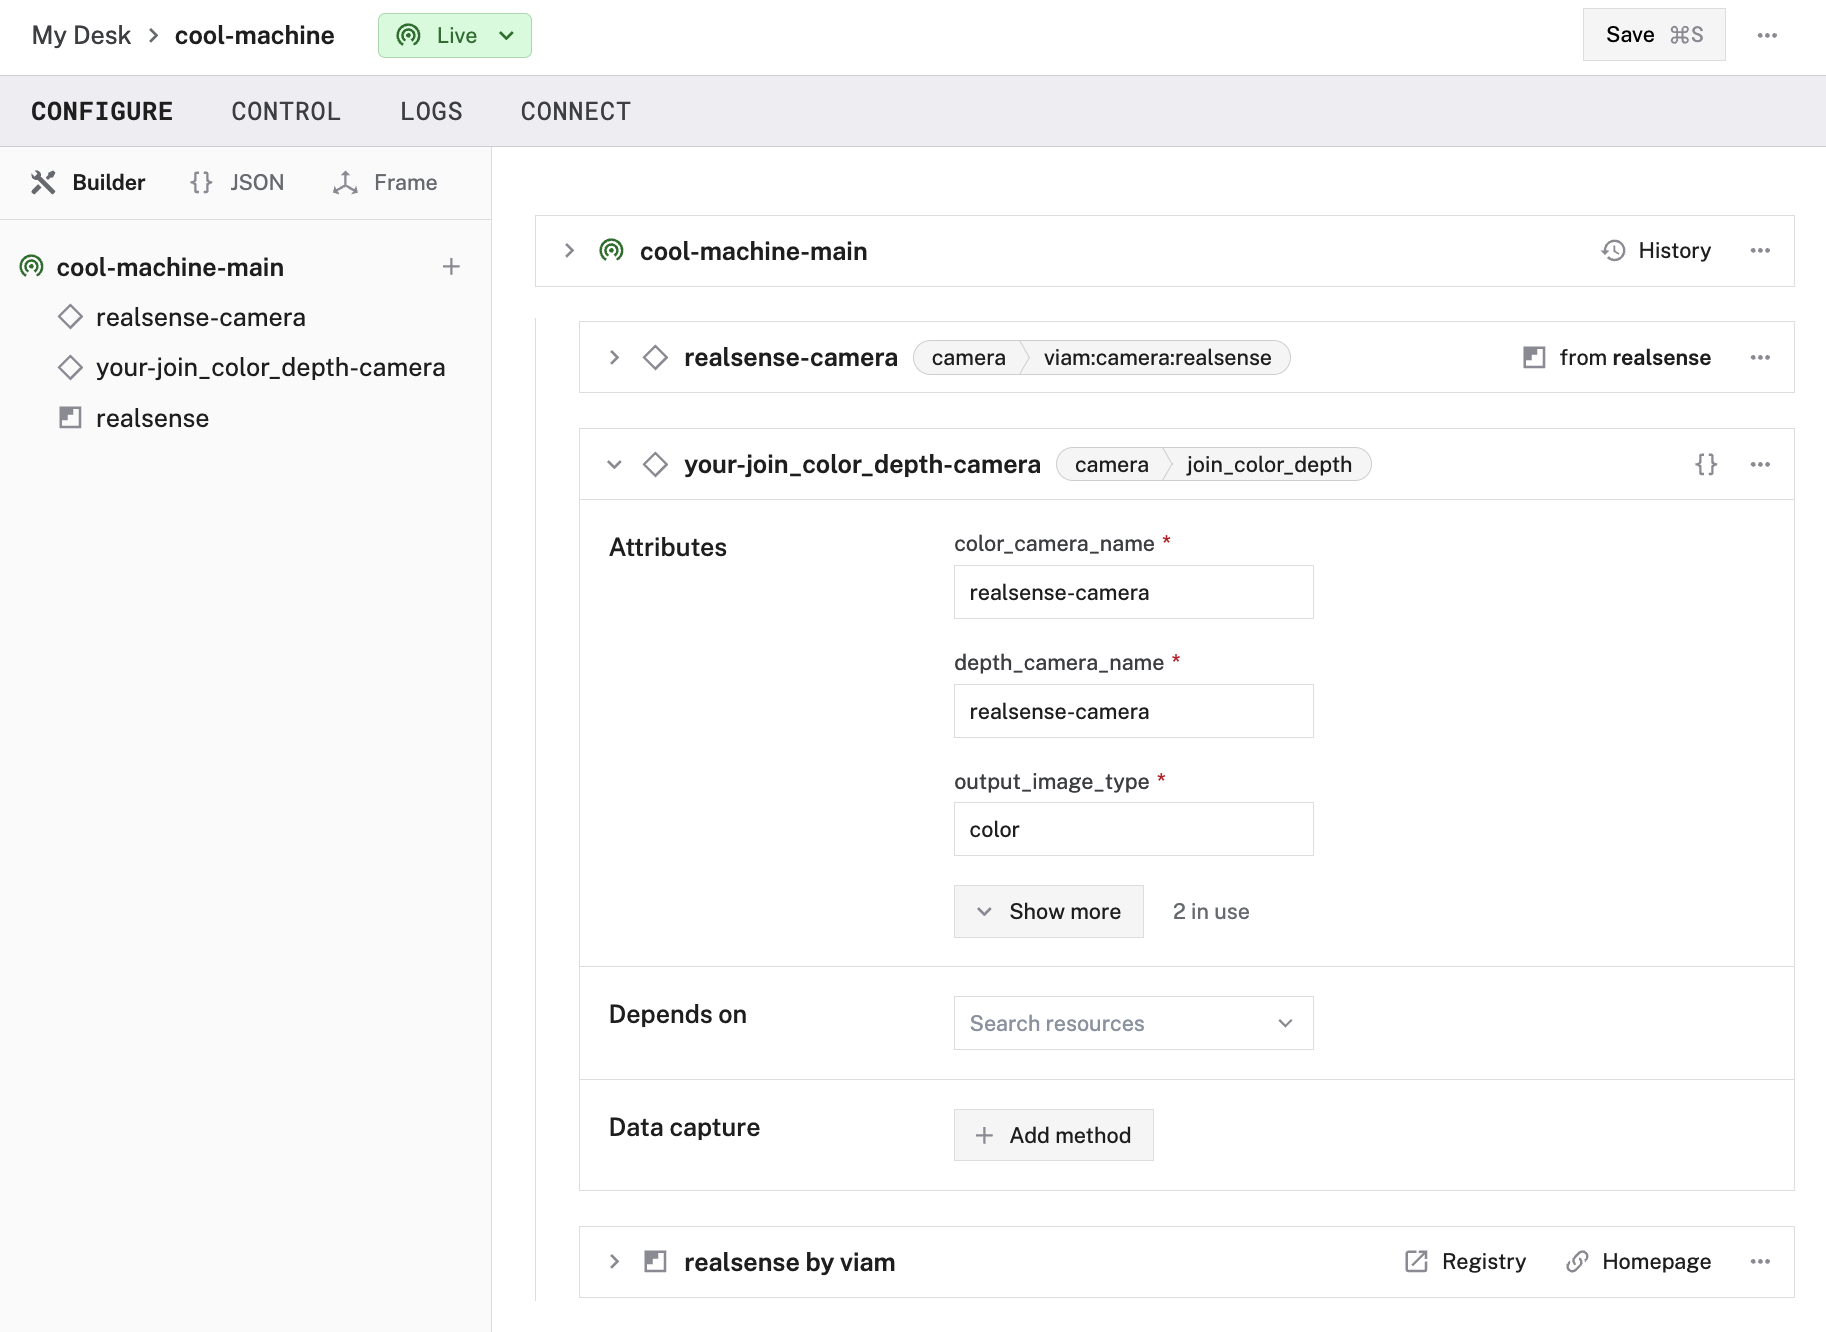 My Desk > cool-machine Live Save ⌘S ···
CONFIGURE CONTROL LOGS CONNECT
Builder {} JSON Frame
cool-machine-main +
realsense-camera
your-join_color_depth-camera
realsense
cool-machine-main History ···
realsense-camera camera viam:camera:realsense from realsense ···
your-join_color_depth-camera camera join_color_depth {} ···
Attributes
color_camera_name *
realsense-camera
depth_camera_name *
realsense-camera
output_image_type *
color
Show more 2 in use
Depends on Search resources
Data capture + Add method
realsense by viam Registry Homepage ···